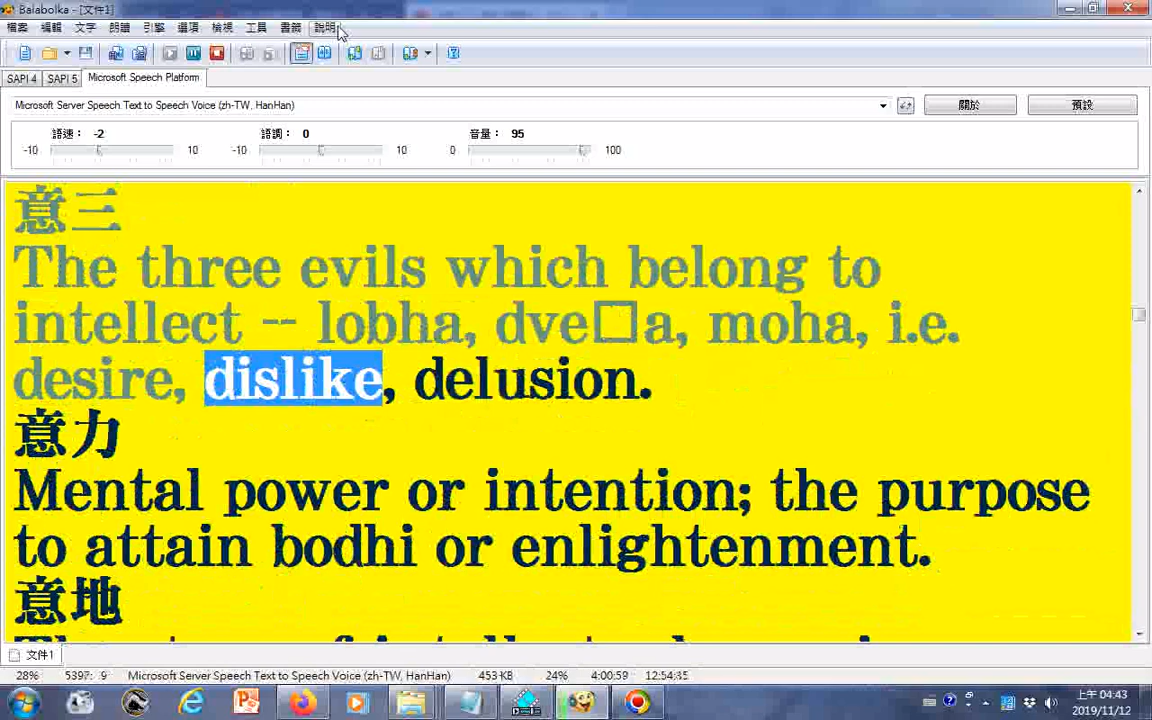 Balabolka - [文件1]
檔案 編輯 文字 朗讀 引擎 選項 檢視 工具 書籤 說明
SAPI 4 SAPI 5 Microsoft Speech Platform
Microsoft Server Speech Text to Speech Voice (zh-TW, HanHan) 關於 預設
語速： -2 語調： 0 音量： 95
-10 10 -10 10 0 100
意三
The three evils which belong to
intellect -- lobha, dve□a, moha, i.e.
desire, dislike, delusion.
意力
Mental power or intention; the purpose
to attain bodhi or enlightenment.
意地
文件1
28% 5397: 9 Microsoft Server Speech Text to Speech Voice (zh-TW, HanHan) 453 KB 24% 4:00:59 12:54:35
上午 04:43
2019/11/12